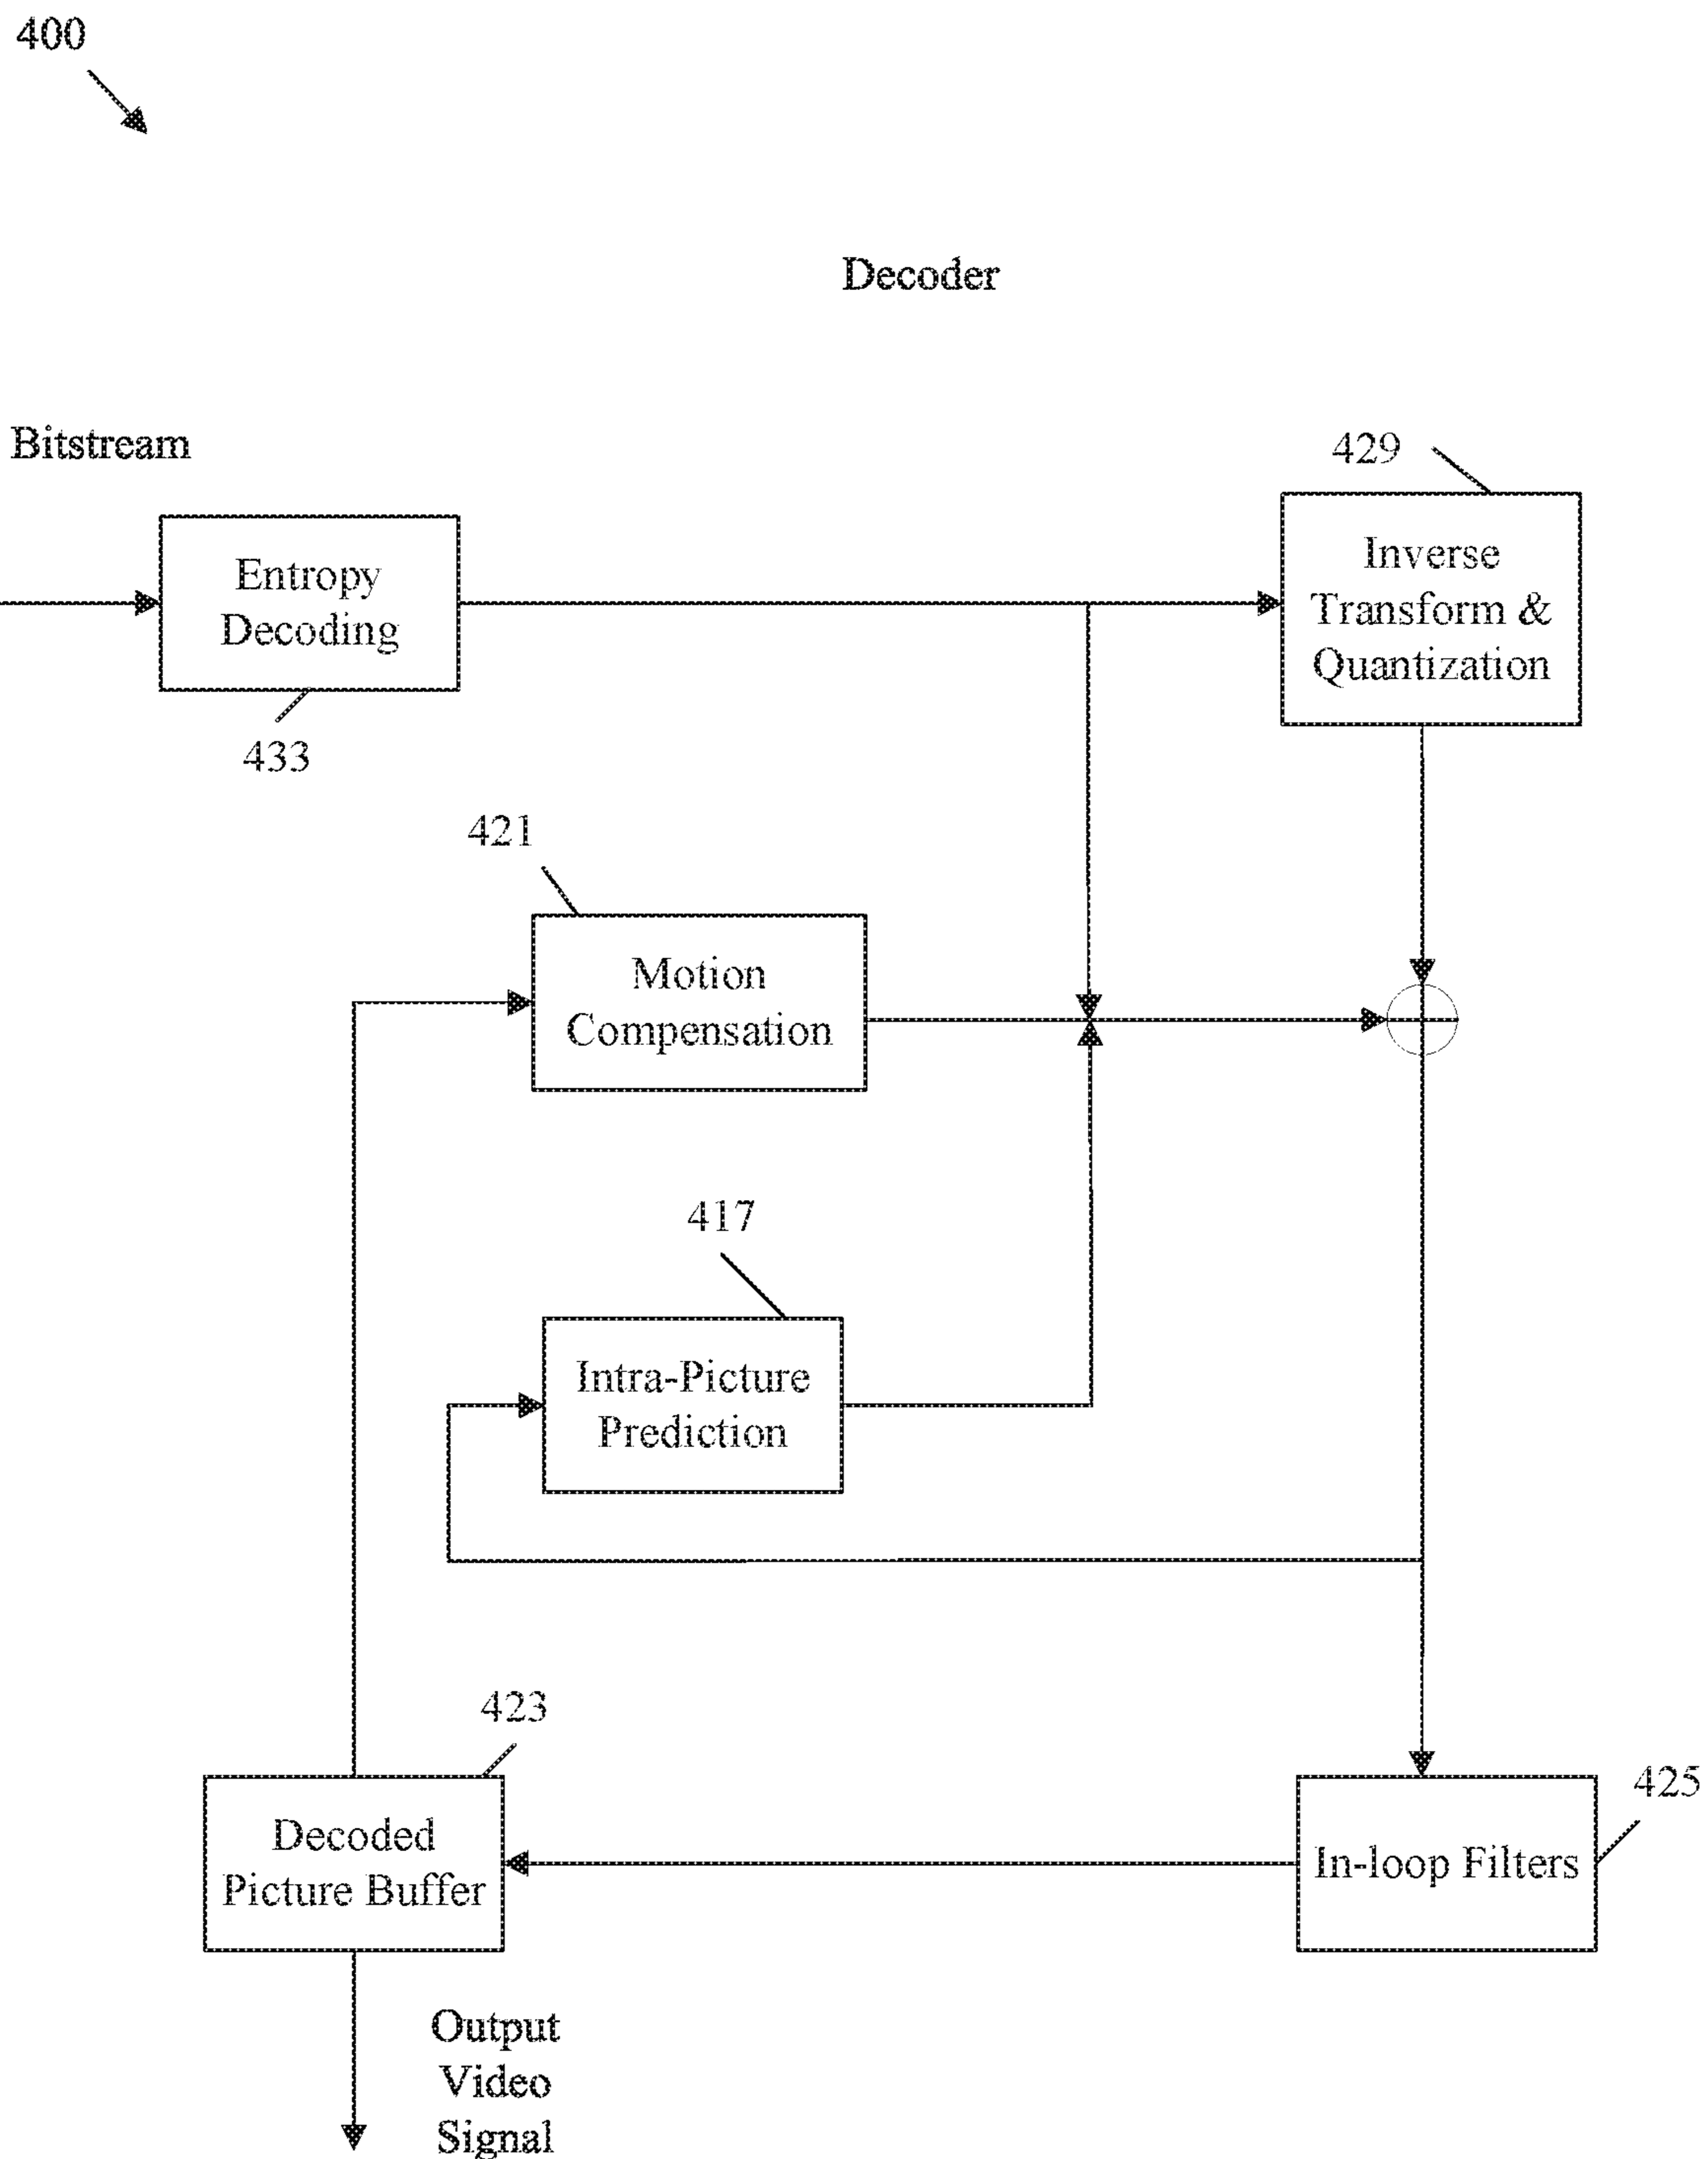 400
Decoder
Bitstream
429
Entropy
Decoding
Inverse
Transform &
Quantization
433
421
Motion
Compensation
417
Intra-Picture
Prediction
423
425
Decoded
Picture Buffer
In-loop Filters
Output
Video
Signal